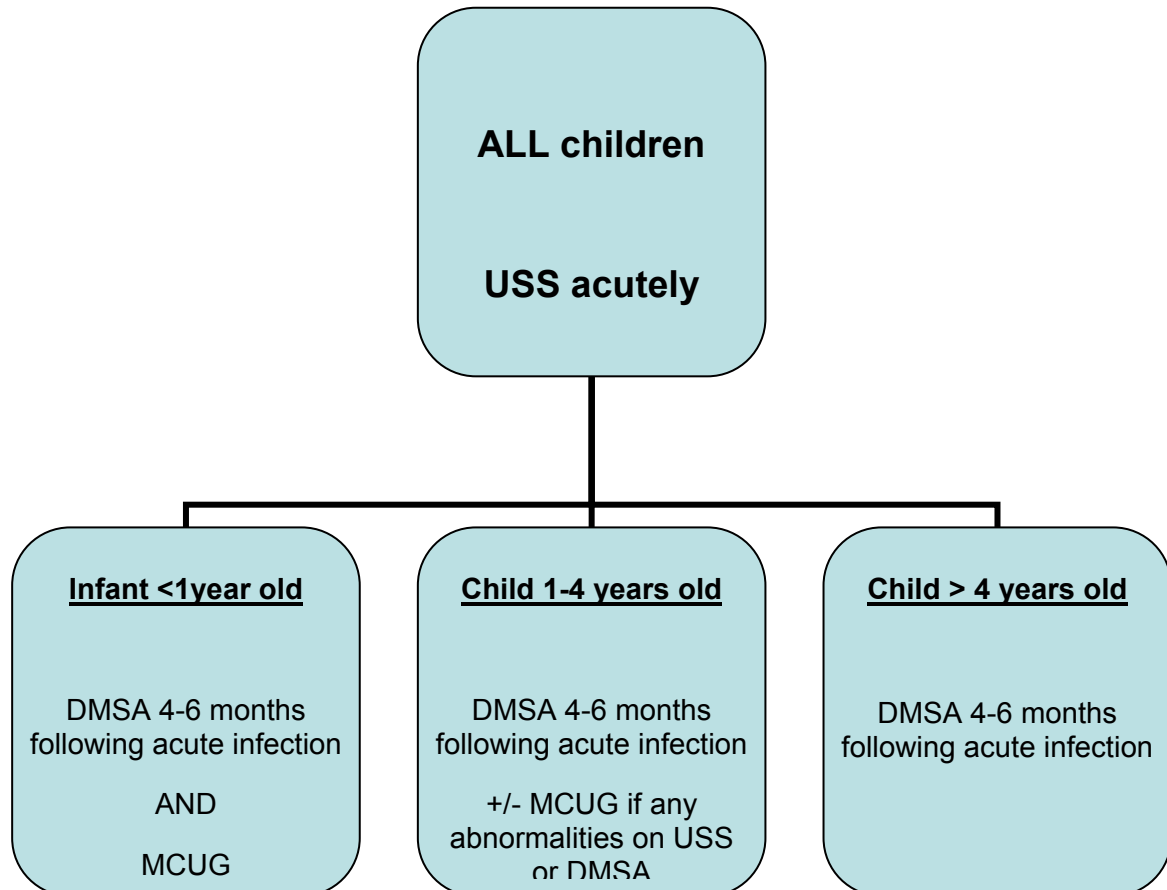 ALL children
USS acutely
Infant <1year old
DMSA 4-6 months
following acute infection
AND
MCUG
Child 1-4 years old
DMSA 4-6 months
following acute infection
+/- MCUG if any
abnormalities on USS
or DMSA
Child > 4 years old
DMSA 4-6 months
following acute infection